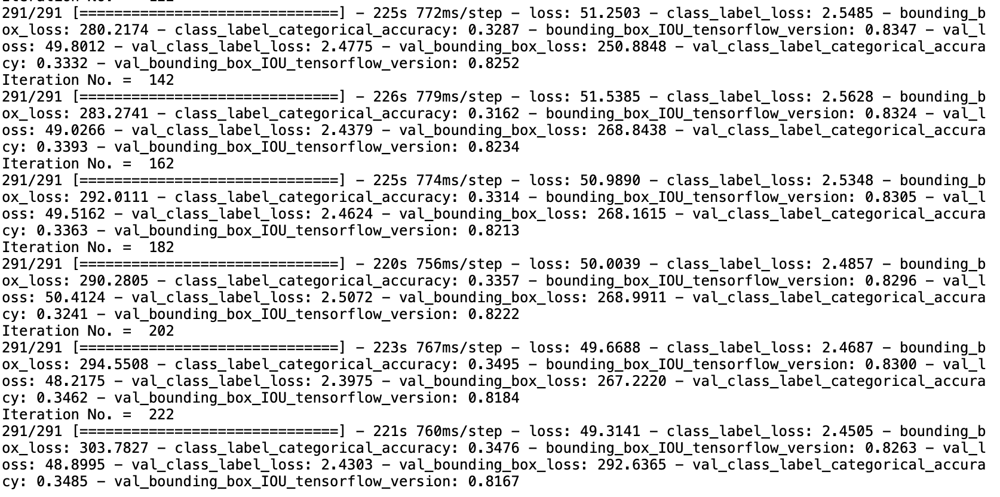 Iteration No. =  122
291/291 [==============================] - 225s 772ms/step - loss: 51.2503 - class_label_loss: 2.5485 - bounding_b
ox_loss: 280.2174 - class_label_categorical_accuracy: 0.3287 - bounding_box_IOU_tensorflow_version: 0.8347 - val_l
oss: 49.8012 - val_class_label_loss: 2.4775 - val_bounding_box_loss: 250.8848 - val_class_label_categorical_accura
cy: 0.3332 - val_bounding_box_IOU_tensorflow_version: 0.8252
Iteration No. =  142
291/291 [==============================] - 226s 779ms/step - loss: 51.5385 - class_label_loss: 2.5628 - bounding_b
ox_loss: 283.2741 - class_label_categorical_accuracy: 0.3162 - bounding_box_IOU_tensorflow_version: 0.8324 - val_l
oss: 49.0266 - val_class_label_loss: 2.4379 - val_bounding_box_loss: 268.8438 - val_class_label_categorical_accura
cy: 0.3393 - val_bounding_box_IOU_tensorflow_version: 0.8234
Iteration No. =  162
291/291 [==============================] - 225s 774ms/step - loss: 50.9890 - class_label_loss: 2.5348 - bounding_b
ox_loss: 292.0111 - class_label_categorical_accuracy: 0.3314 - bounding_box_IOU_tensorflow_version: 0.8305 - val_l
oss: 49.5162 - val_class_label_loss: 2.4624 - val_bounding_box_loss: 268.1615 - val_class_label_categorical_accura
cy: 0.3363 - val_bounding_box_IOU_tensorflow_version: 0.8213
Iteration No. =  182
291/291 [==============================] - 220s 756ms/step - loss: 50.0039 - class_label_loss: 2.4857 - bounding_b
ox_loss: 290.2805 - class_label_categorical_accuracy: 0.3357 - bounding_box_IOU_tensorflow_version: 0.8296 - val_l
oss: 50.4124 - val_class_label_loss: 2.5072 - val_bounding_box_loss: 268.9911 - val_class_label_categorical_accura
cy: 0.3241 - val_bounding_box_IOU_tensorflow_version: 0.8222
Iteration No. =  202
291/291 [==============================] - 223s 767ms/step - loss: 49.6688 - class_label_loss: 2.4687 - bounding_b
ox_loss: 294.5508 - class_label_categorical_accuracy: 0.3495 - bounding_box_IOU_tensorflow_version: 0.8300 - val_l
oss: 48.2175 - val_class_label_loss: 2.3975 - val_bounding_box_loss: 267.2220 - val_class_label_categorical_accura
cy: 0.3462 - val_bounding_box_IOU_tensorflow_version: 0.8184
Iteration No. =  222
291/291 [==============================] - 221s 760ms/step - loss: 49.3141 - class_label_loss: 2.4505 - bounding_b
ox_loss: 303.7827 - class_label_categorical_accuracy: 0.3476 - bounding_box_IOU_tensorflow_version: 0.8263 - val_l
oss: 48.8995 - val_class_label_loss: 2.4303 - val_bounding_box_loss: 292.6365 - val_class_label_categorical_accura
cy: 0.3485 - val_bounding_box_IOU_tensorflow_version: 0.8167